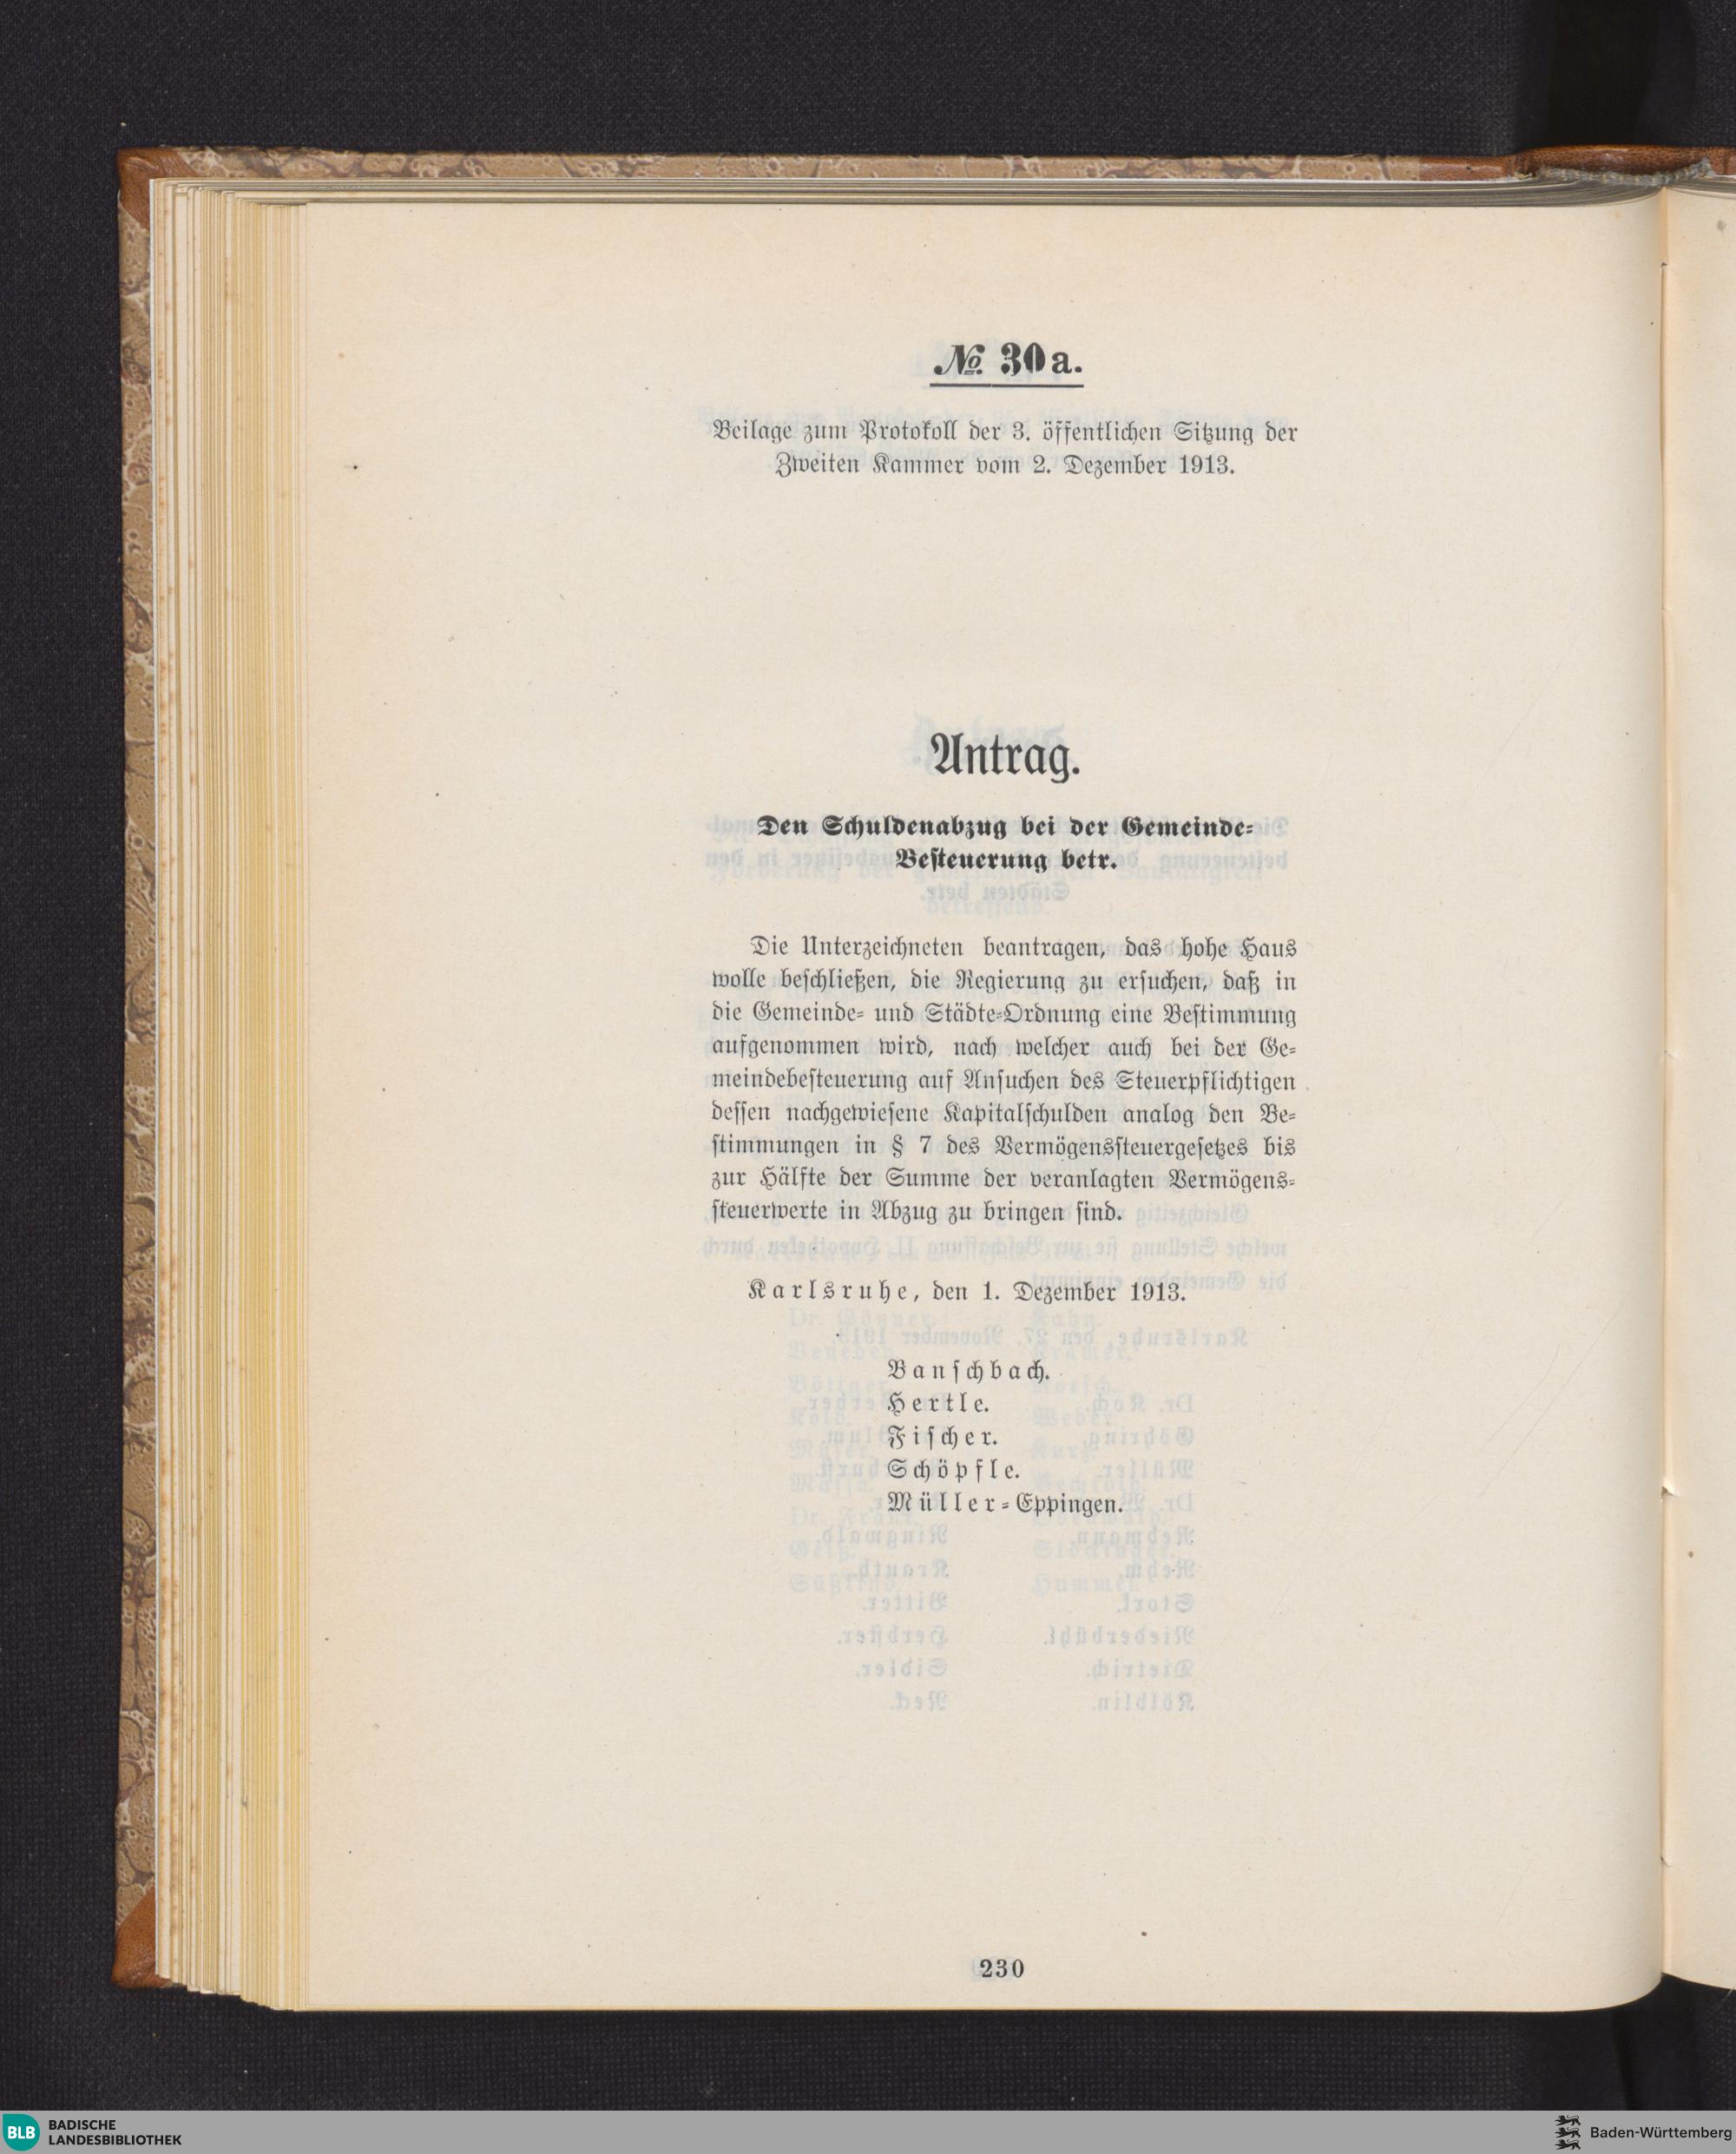 № 30a.
Beilage zum Protokoll der 3. öffentlichen Sitzung der
Zweiten Kammer vom 2. Dezember 1913.
Antrag.
Den Schuldenabzug bei der Gemeinde-
Besteuerung betr.
Die Unterzeichneten beantragen, das hohe Haus
wolle beschließen, die Regierung zu ersuchen, daß in
die Gemeinde- und Städte-Ordnung eine Bestimmung
aufgenommen wird, nach welcher auch bei der Ge-
meindebesteuerung auf Ansuchen des Steuerpflichtigen
dessen nachgewiesene Kapitalschulden analog den Be-
stimmungen in § 7 des Vermögenssteuergesetzes bis
zur Hälfte der Summe der veranlagten Vermögens-
steuerwerte in Abzug zu bringen sind.
Karlsruhe, den 1. Dezember 1913.
Banschbach.
Hertle.
Fischer.
Schöpfle.
Müller-Eppingen.
230
BLB BADISCHE
LANDESBIBLIOTHEK
Baden-Württemberg